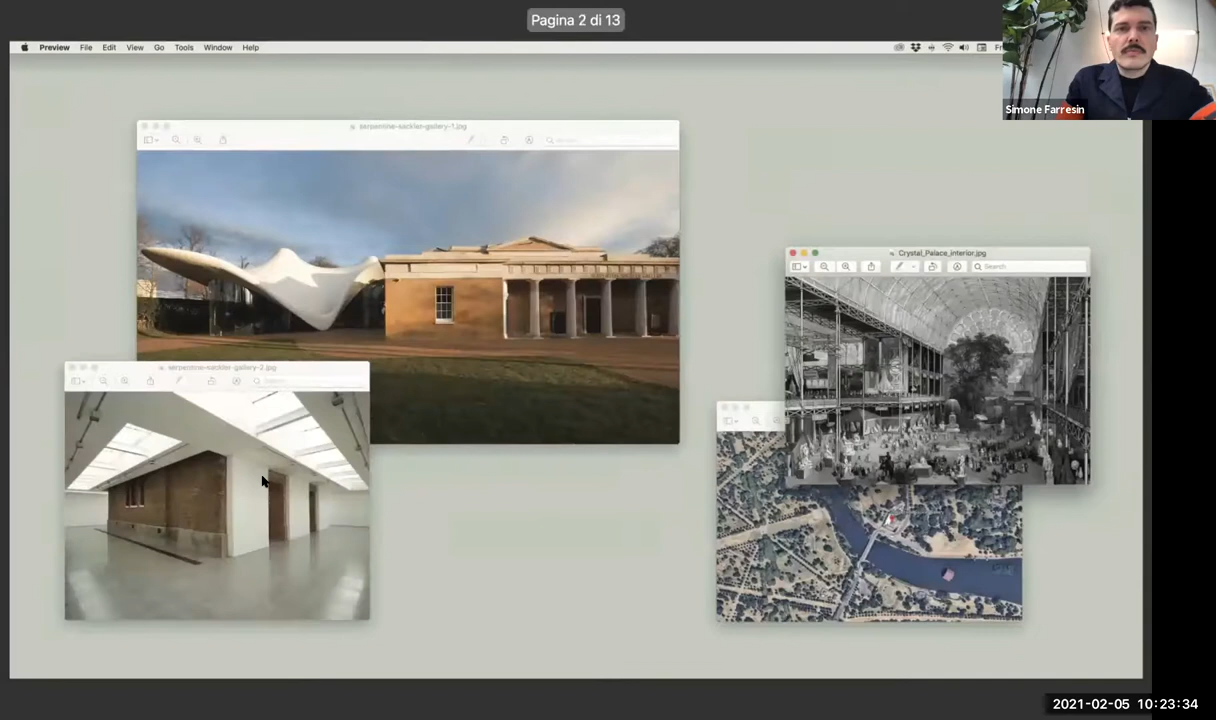 Pagina 2 di 13
Preview File Edit View Go Tools Window Help
Simone Farresin
serpentine-sackler-gallery-1.jpg
Crystal_Palace_interior.jpg
Search
serpentine-sackler-gallery-2.jpg
2021-02-05 10:23:34